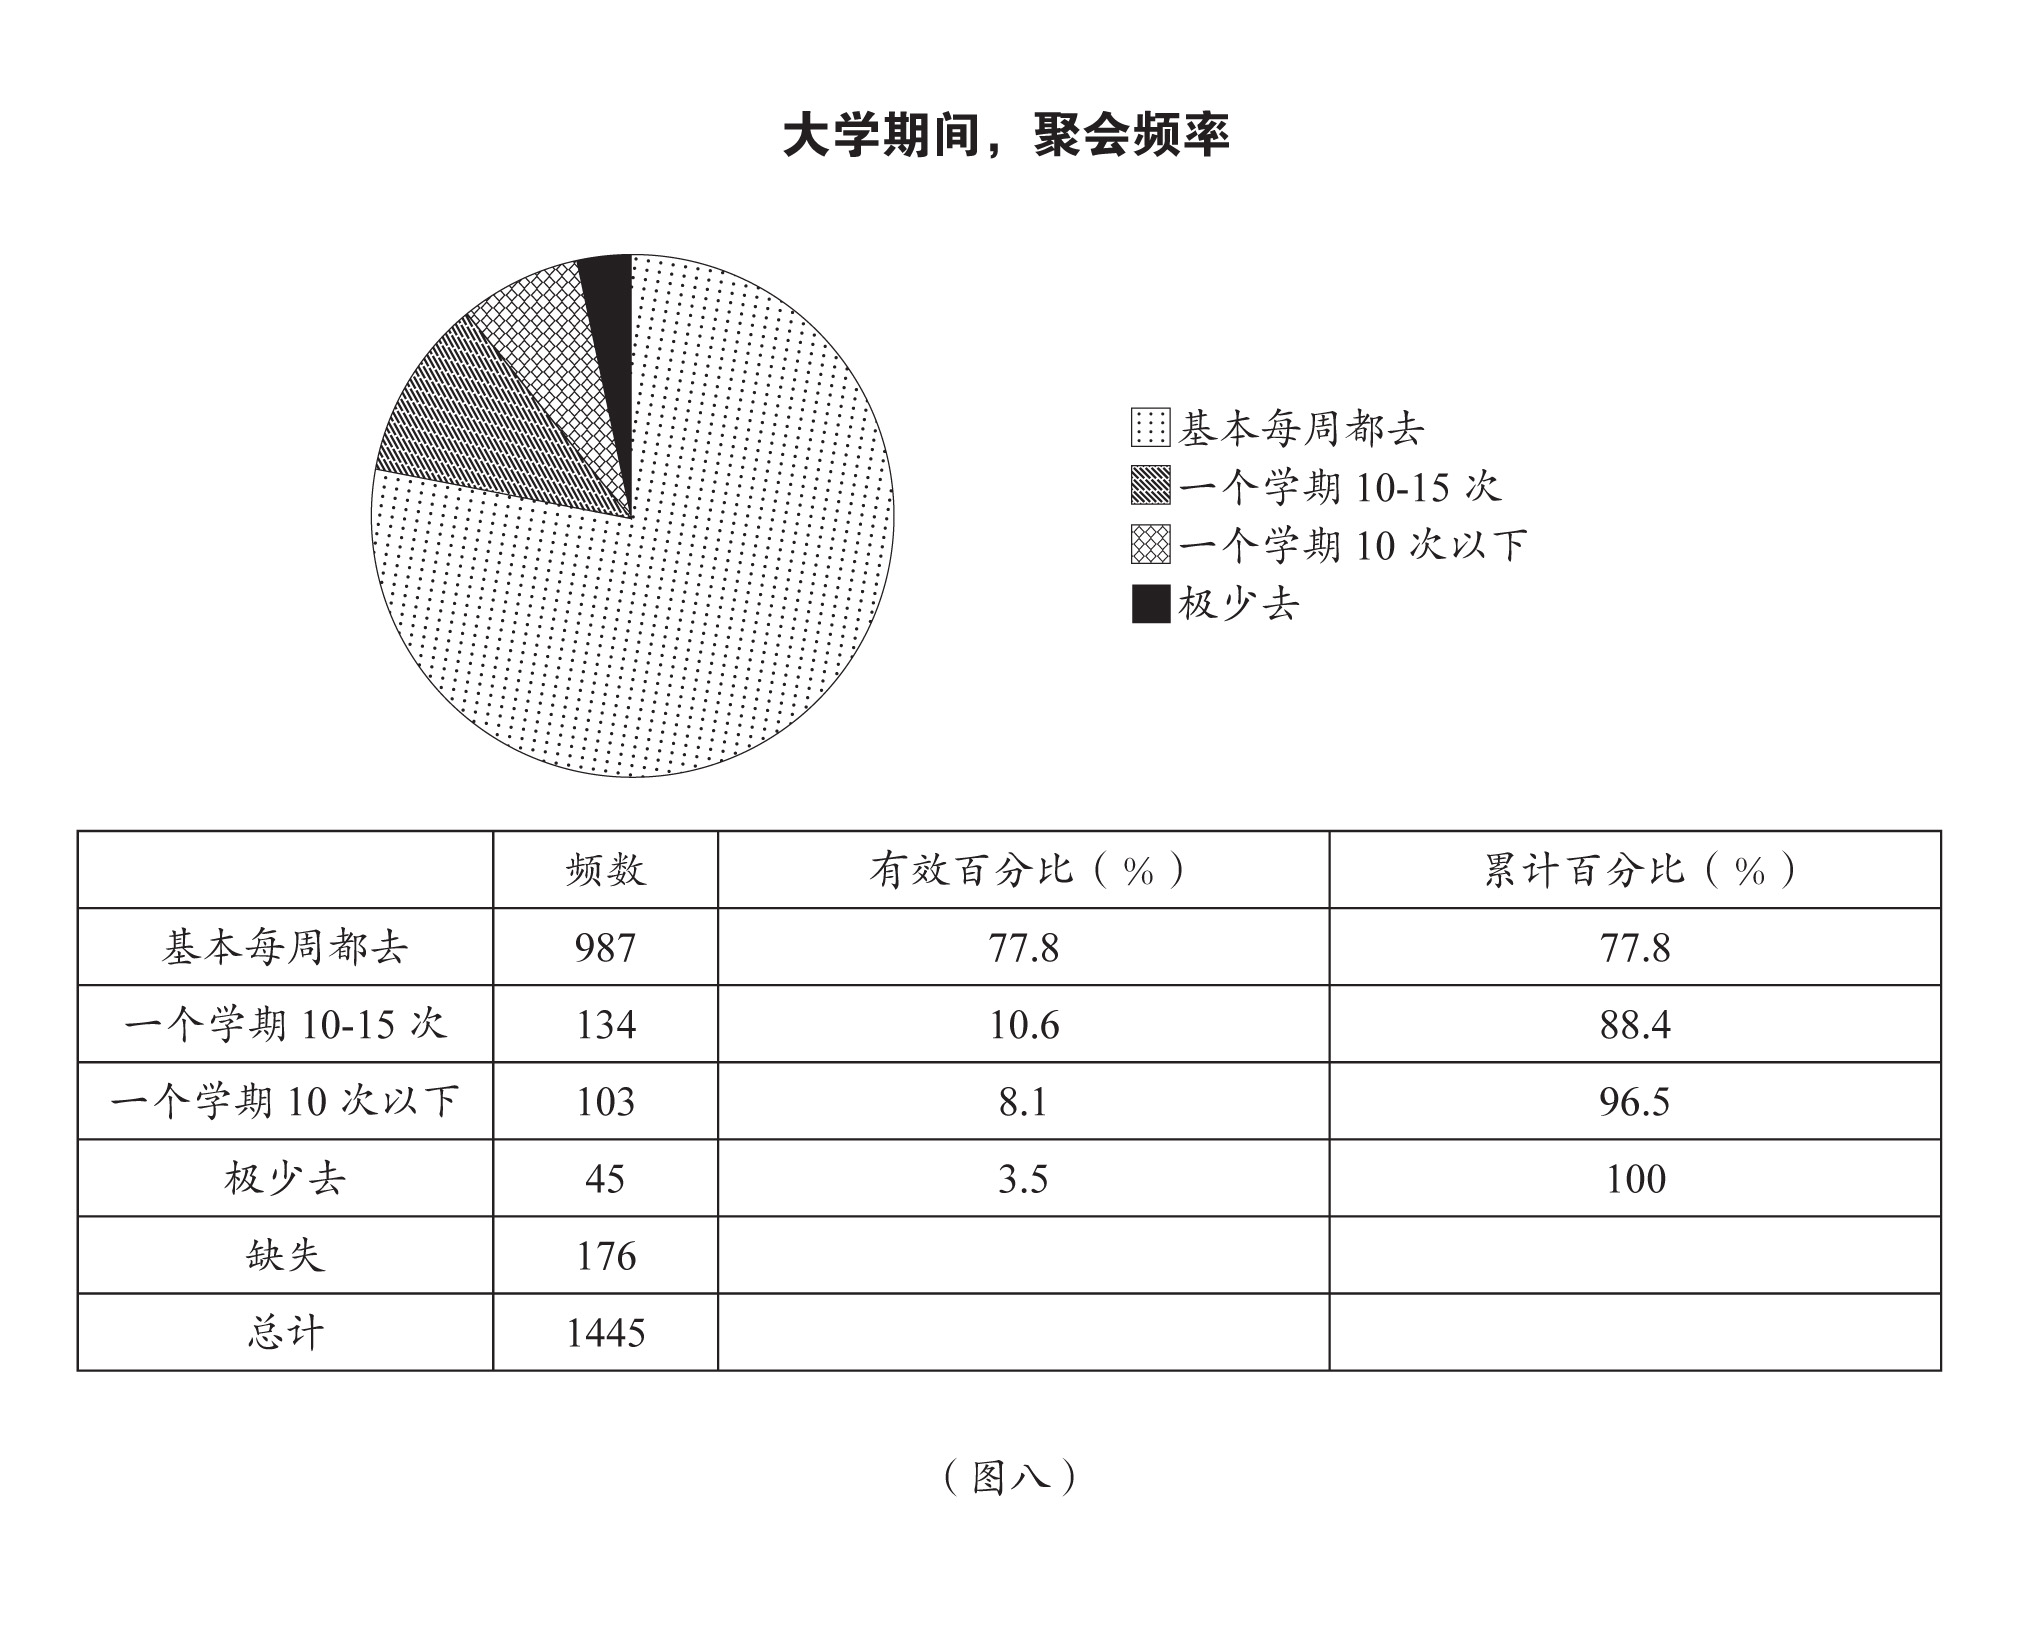 大学期间，聚会频率
基本每周都去
一个学期 10-15 次
一个学期 10 次以下
极少去
频数 有效百分比（%） 累计百分比（%）
基本每周都去 987 77.8 77.8
一个学期 10-15 次 134 10.6 88.4
一个学期 10 次以下 103 8.1 96.5
极少去 45 3.5 100
缺失 176
总计 1445
（图八）